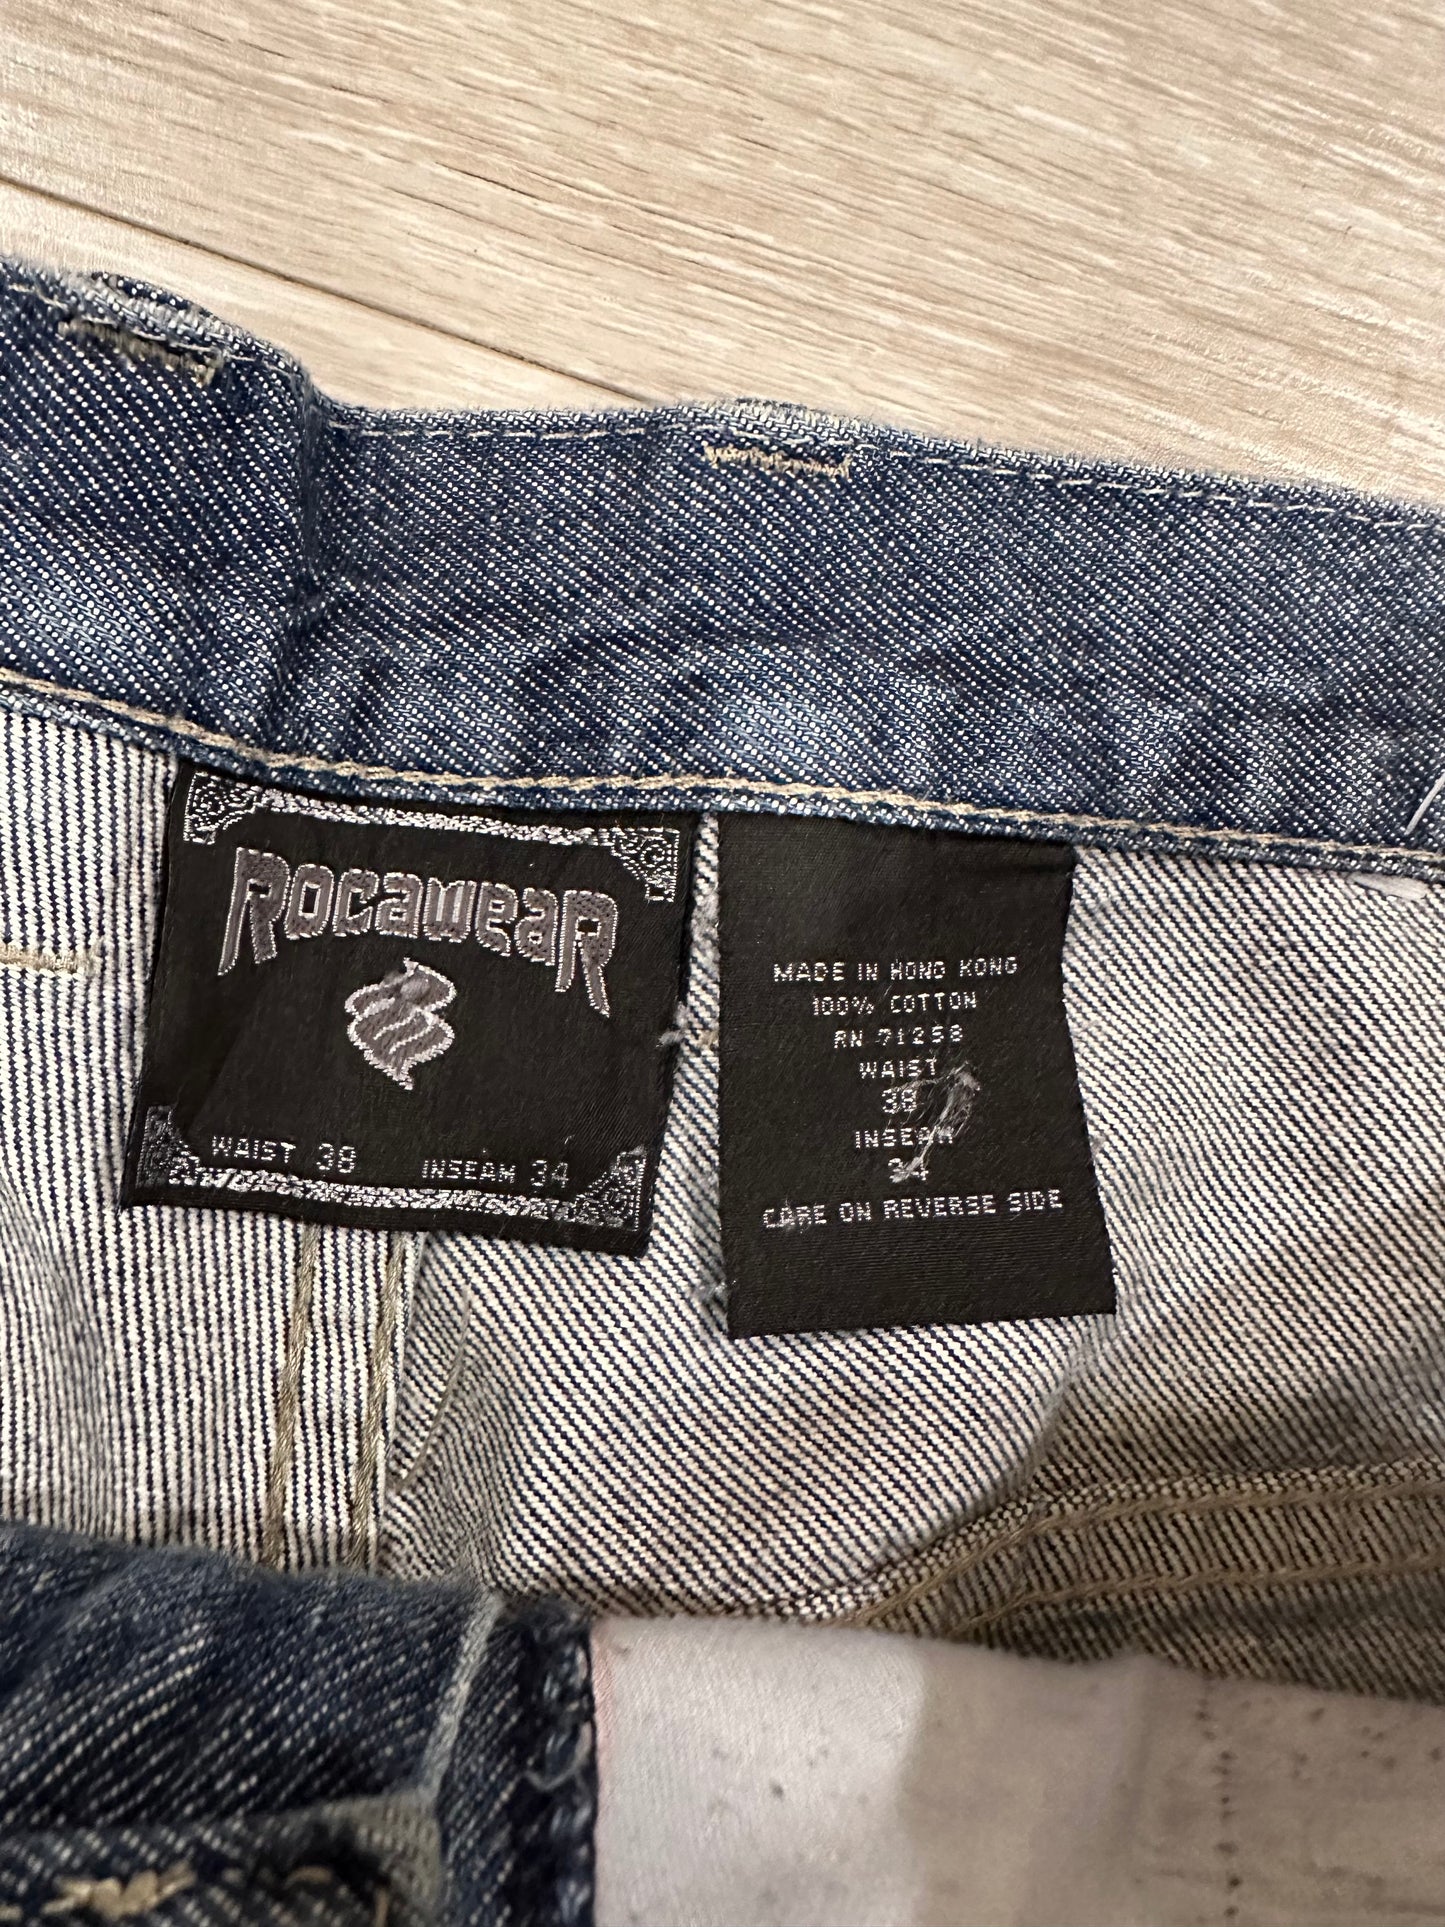 ROCAWEAR
WAIST 38 INSEAM 34
MADE IN HONG KONG
100% COTTON
RN 71258
WAIST
38
INSEAM
34
CARE ON REVERSE SIDE